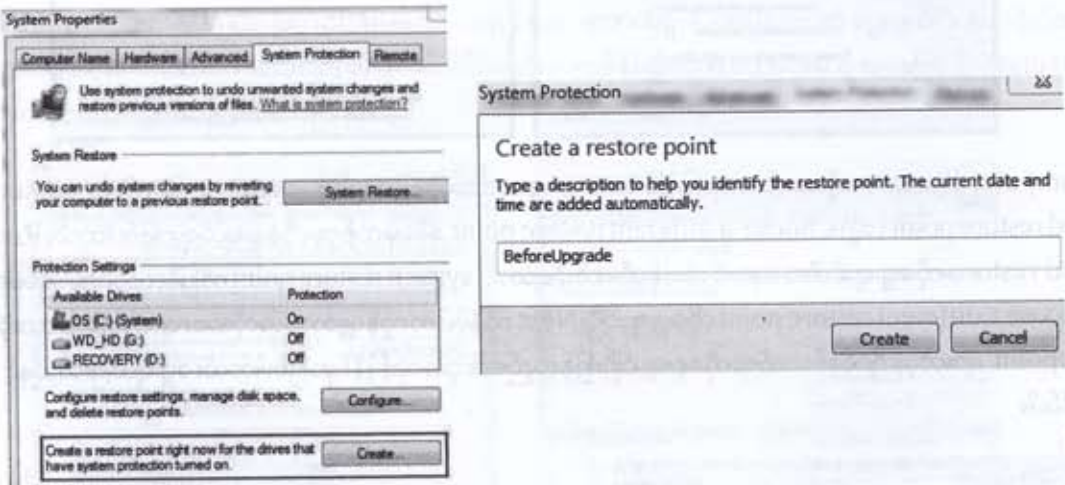 System Properties
Computer Name Hardware Advanced System Protection Remote
Use system protection to undo unwanted system changes and
restore previous versions of files. What is system protection?
System Restore
You can undo system changes by reverting
your computer to a previous restore point.
System Restore...
Protection Settings
Available Drives Protection
OS (C:) (System) On
WD_HD (G:) Off
RECOVERY (D:) Off
Configure restore settings, manage disk space,
and delete restore points.
Configure...
Create a restore point right now for the drives that
have system protection turned on.
Create...
System Protection
Create a restore point
Type a description to help you identify the restore point. The current date and
time are added automatically.
BeforeUpgrade
Create Cancel